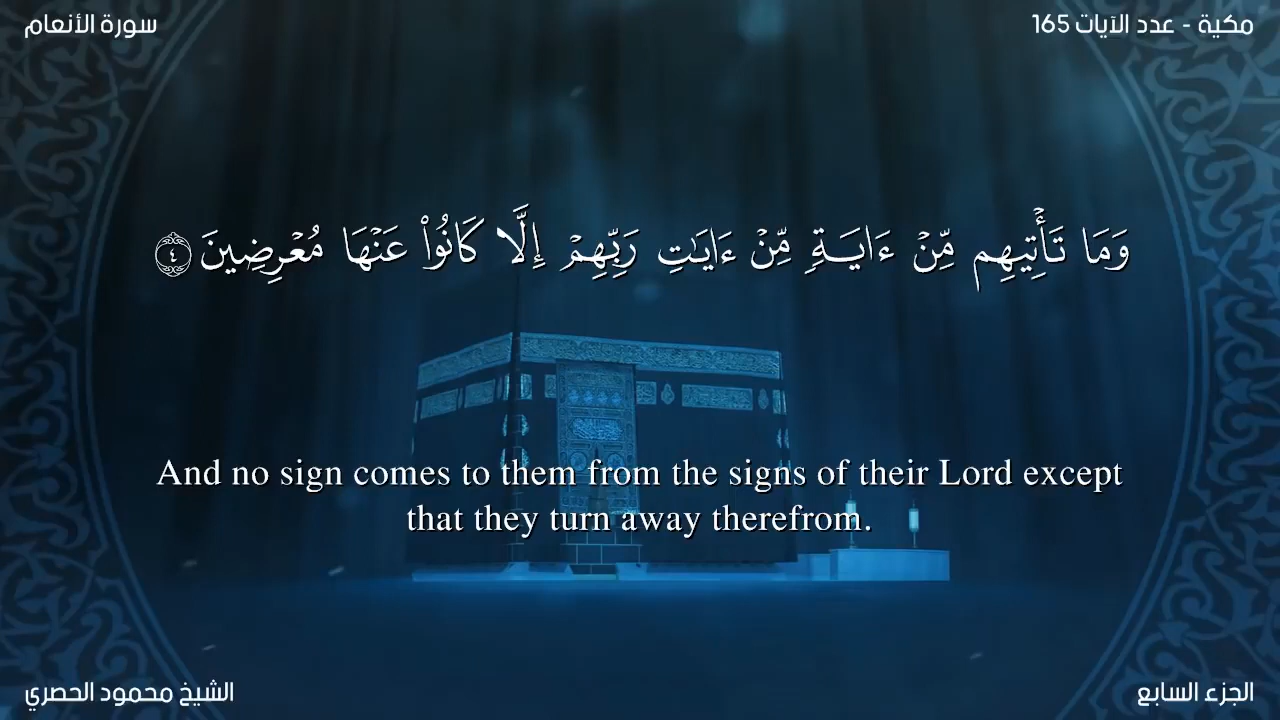 مكية - عدد الآيات 165
سورة الأنعام
وَمَا تَأۡتِيهِم مِّنۡ ءَايَةٖ مِّنۡ ءَايَٰتِ رَبِّهِمۡ إِلَّا كَانُواْ عَنۡهَا مُعۡرِضِينَ ٤
And no sign comes to them from the signs of their Lord except
that they turn away therefrom.
الجزء السابع
الشيخ محمود الحصري